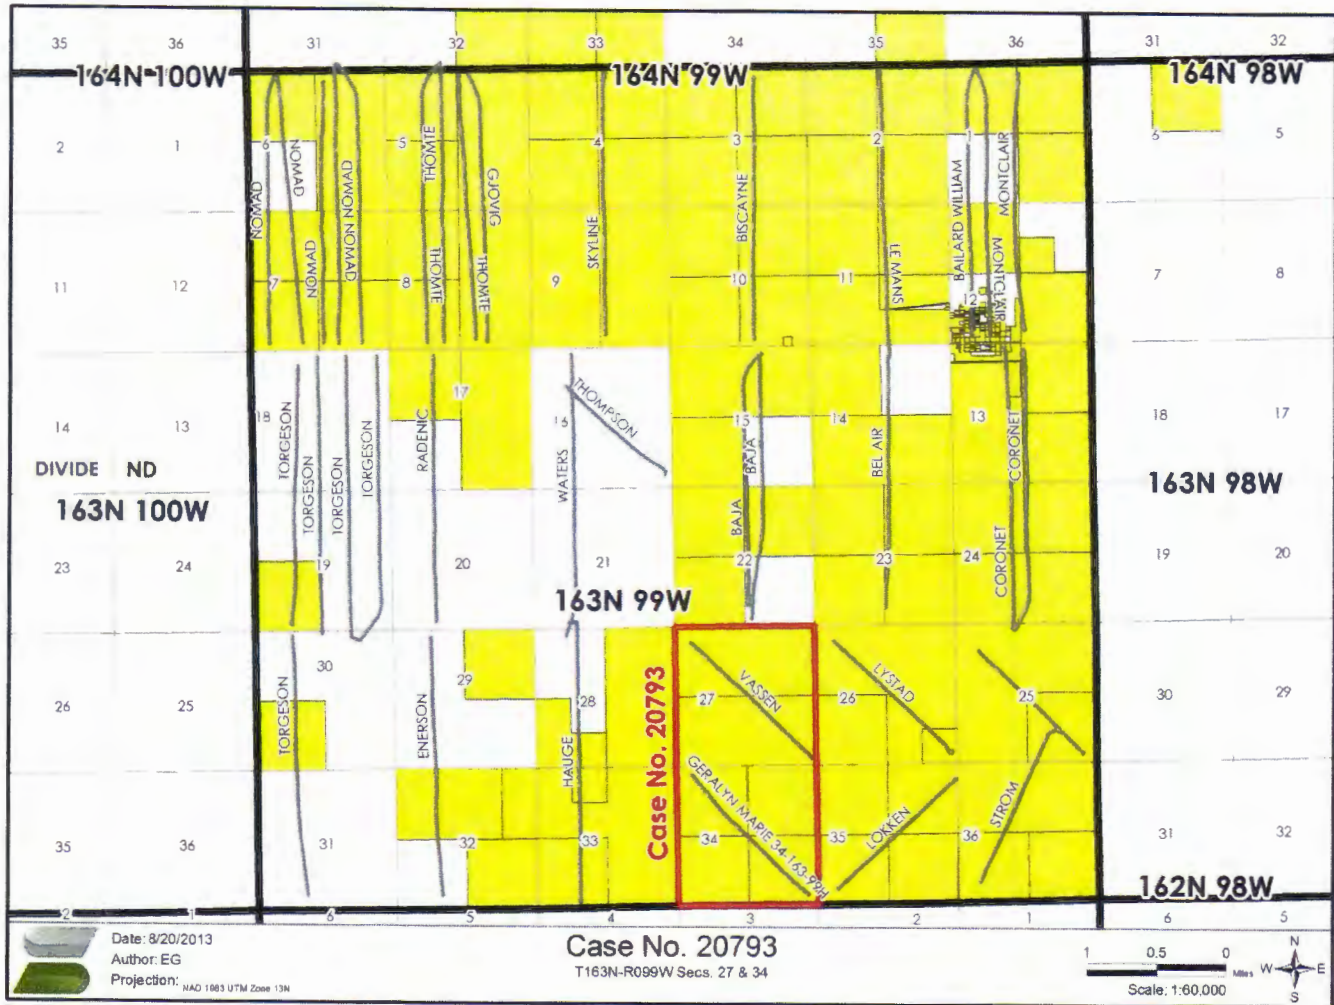 35 36 31 32 33 34 35 36 31 32
164N 100W 164N 99W 164N 98W
2 1 6 5 4 3 2 1 6 5
NOMAD NOMAD NOMAD NOMAD NOMAD
THOMTE THOMTE THOMTE GJOVIG
SKYLINE BISCAYNE LE MANS
BAILARD WILLIAM MONTCLAIR MONTCLAIR
11 12 7 8 9 10 11 12 7 8
14 13 18 17 16 15 14 13 18 17
TORGESON TORGESON TORGESON TORGESON
RADENIC WATERS THOMPSON
BAJA BAJA BEL AIR CORONET CORONET
DIVIDE ND
163N 100W 163N 98W
23 24 19 20 21 22 23 24 19 20
163N 99W
26 25 30 29 28 27 26 25 30 29
TORGESON ENERSON HAUGE
Case No. 20793
VASSEN LYSTAD
GERALYN MARIE 34-163-99H
LOKKEN STROM
35 36 31 32 33 34 35 36 31 32
162N 98W
2 1 6 5 4 3 2 1 6 5
Date: 8/20/2013
Author: EG
Projection: NAD 1983 UTM Zone 13N
Case No. 20793
T163N-R099W Secs. 27 & 34
1 0.5 0
Miles
Scale: 1:60,000
N
W E
S